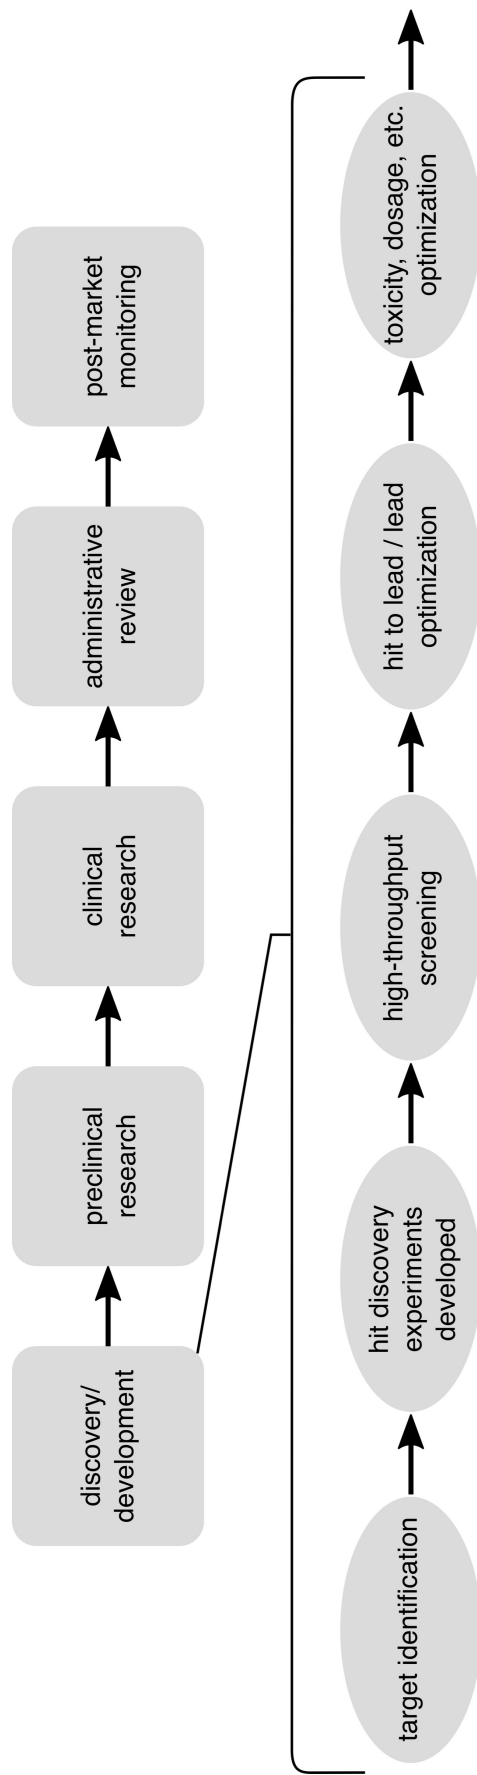 discovery/
development
preclinical
research
clinical
research
administrative
review
post-market
monitoring
target identification
hit discovery
experiments
developed
high-throughput
screening
hit to lead / lead
optimization
toxicity, dosage, etc.
optimization